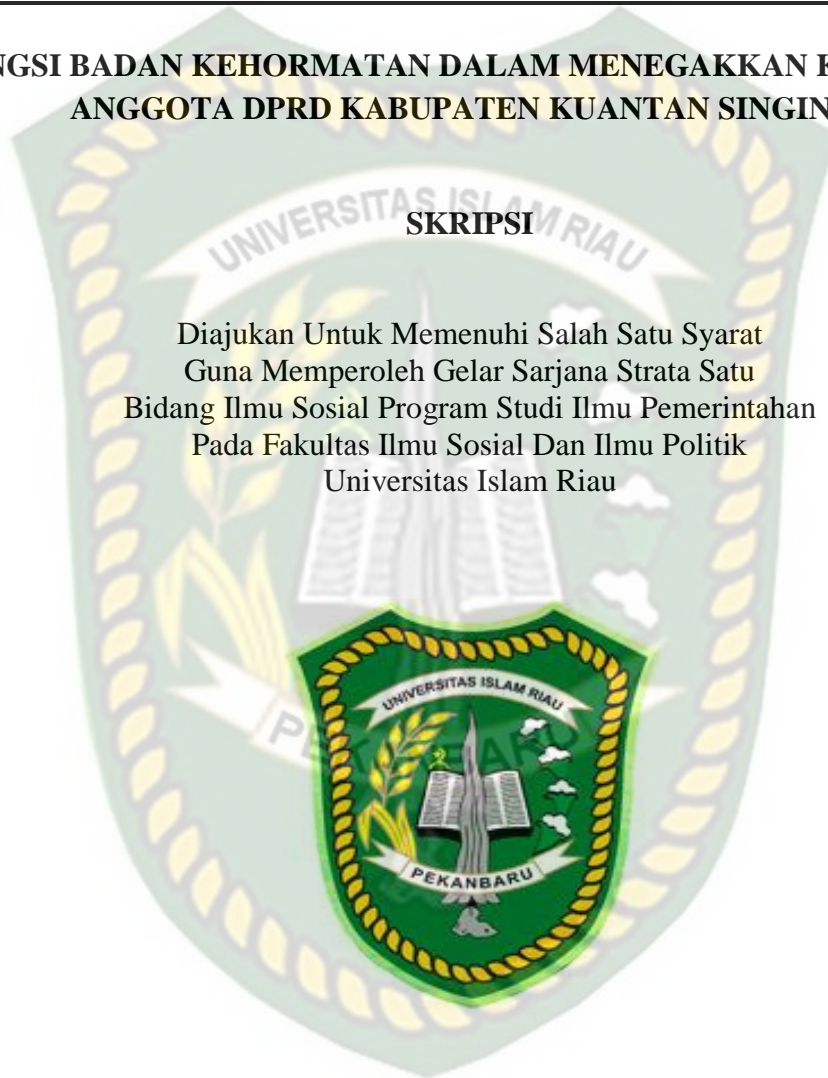 NGSI BADAN KEHORMATAN DALAM MENEGAKKAN K
ANGGOTA DPRD KABUPATEN KUANTAN SINGIN
UNIVERSITAS ISLAM RIAU
SKRIPSI
Diajukan Untuk Memenuhi Salah Satu Syarat
Guna Memperoleh Gelar Sarjana Strata Satu
Bidang Ilmu Sosial Program Studi Ilmu Pemerintahan
Pada Fakultas Ilmu Sosial Dan Ilmu Politik
Universitas Islam Riau
UNIVERSITAS ISLAM RIAU
PEKANBARU
PEKANBARU